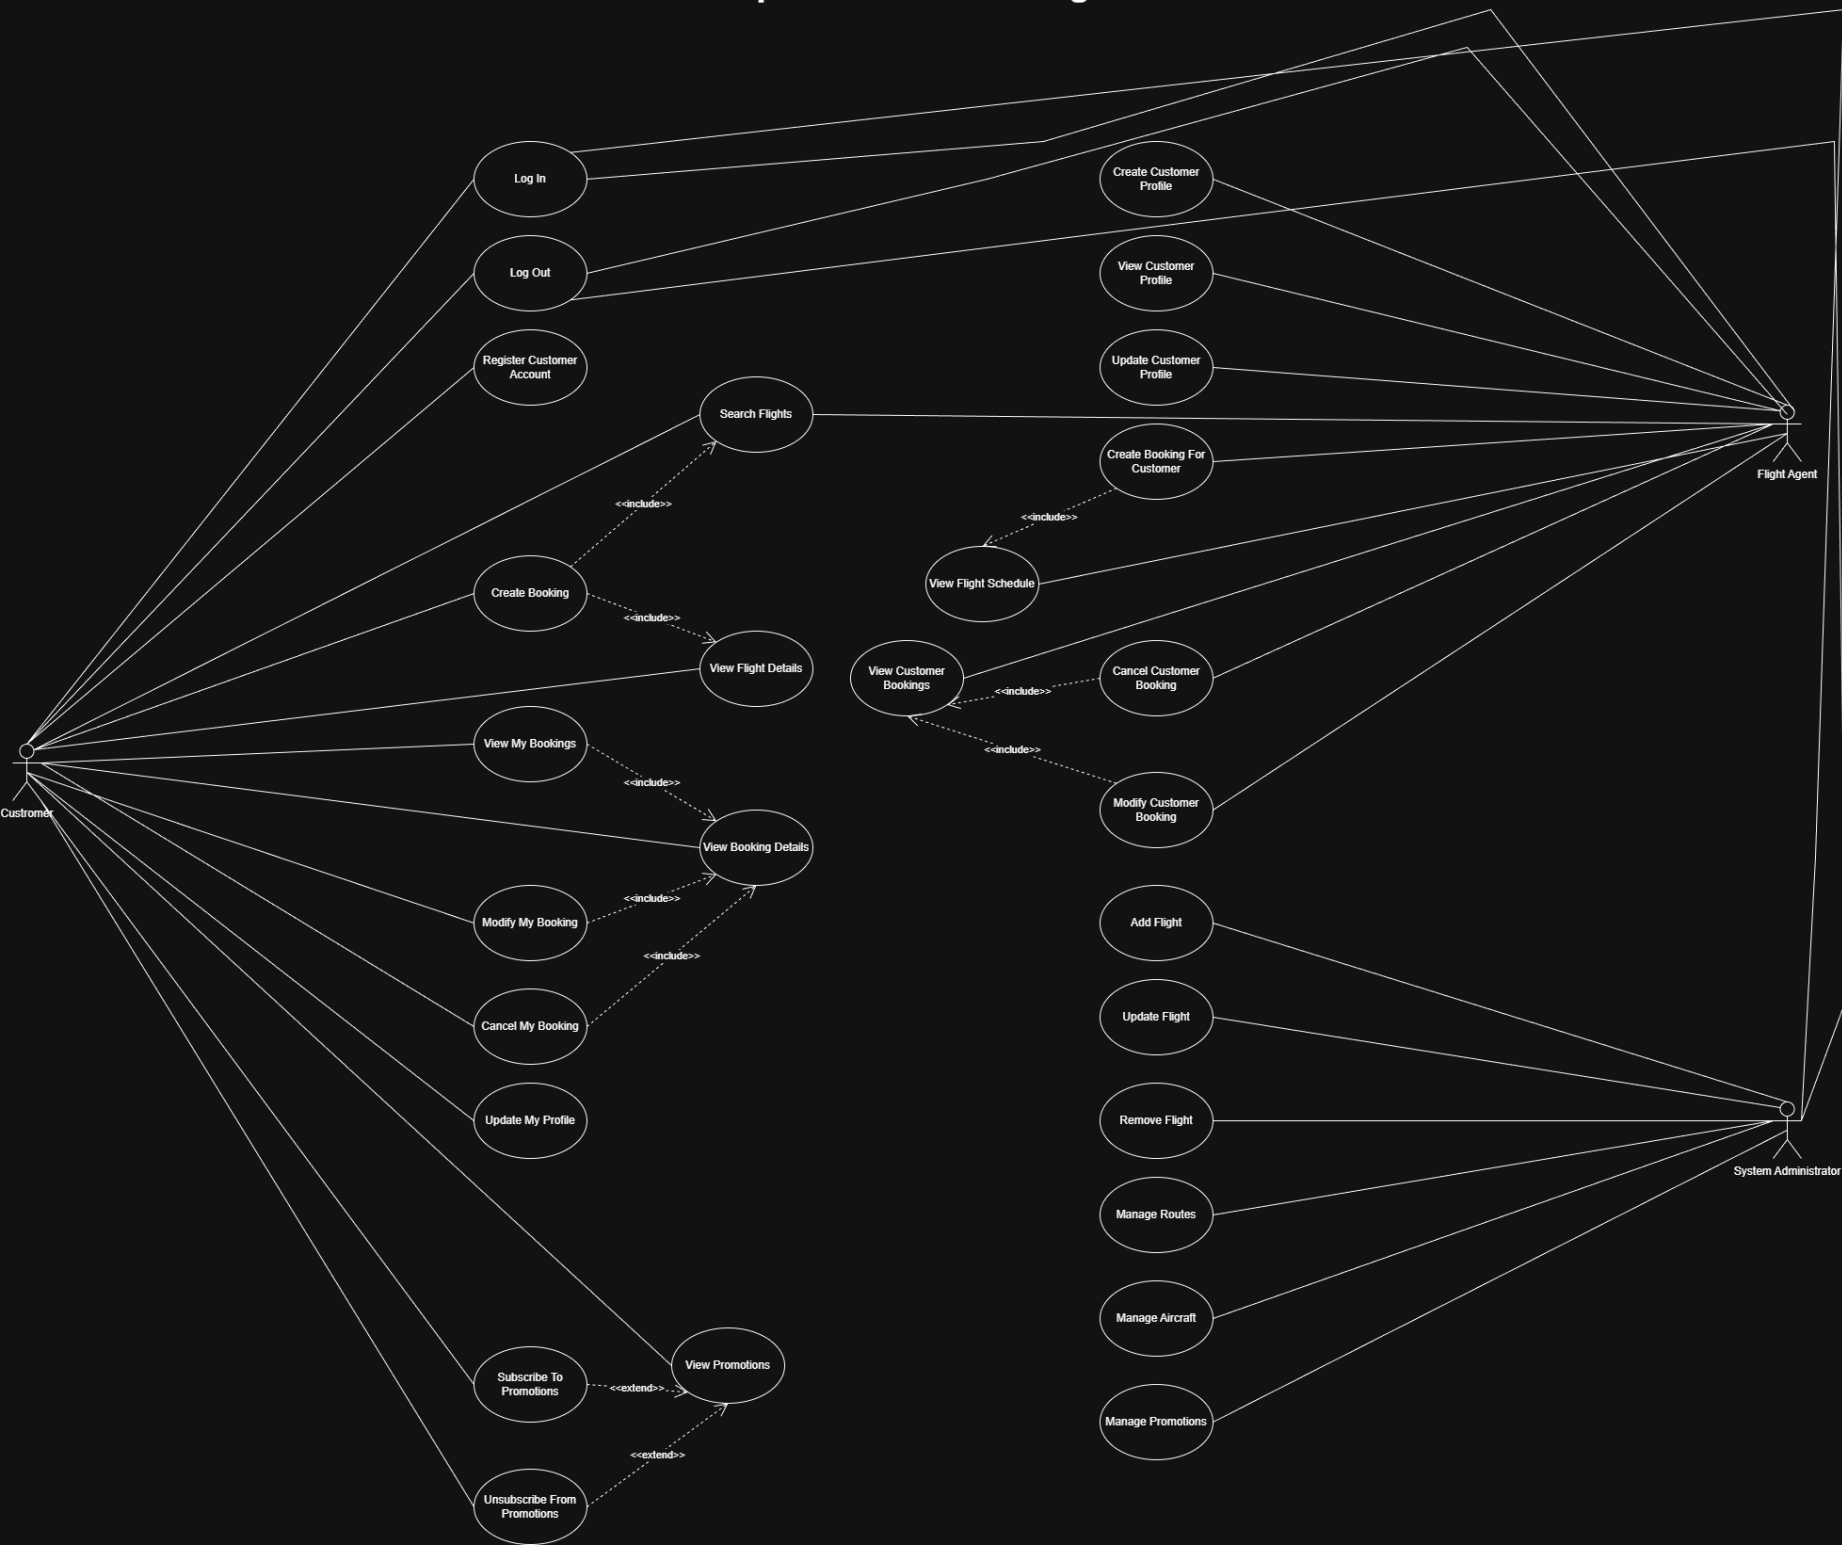 Log In
Create Customer
Profile
Log Out
View Customer
Profile
Register Customer
Account
Update Customer
Profile
Search Flights
Create Booking For
Customer
Flight Agent
<<include>>
<<include>>
View Flight Schedule
Create Booking
<<include>>
View Flight Details
View Customer
Bookings
Cancel Customer
Booking
<<include>>
View My Bookings
<<include>>
<<include>>
Modify Customer
Booking
Custromer
View Booking Details
<<include>>
Modify My Booking
Add Flight
<<include>>
Cancel My Booking
Update Flight
Update My Profile
Remove Flight
System Administrator
Manage Routes
Manage Aircraft
View Promotions
Subscribe To
Promotions
<<extend>>
Manage Promotions
<<extend>>
Unsubscribe From
Promotions